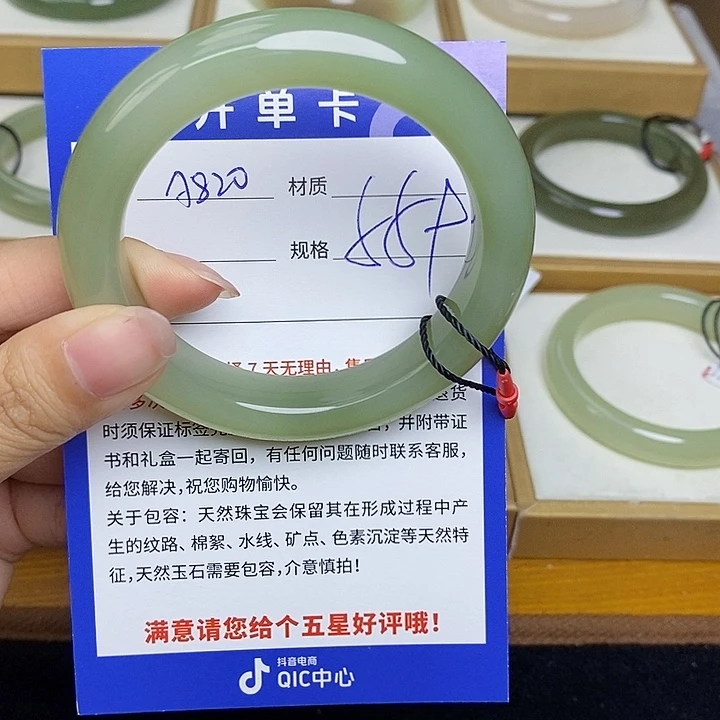 开单卡
材质
规格
7天无理由
时须保证标签完
，并附带证
书和礼盒一起寄回，有任何问题随时联系客服，
给您解决，祝您购物愉快。
关于包容：天然珠宝会保留其在形成过程中产
生的纹路、棉絮、水线、矿点、色素沉淀等天然特
征，天然玉石需要包容，介意慎拍！
满意请您给个五星好评哦！
抖音电商
QIC中心